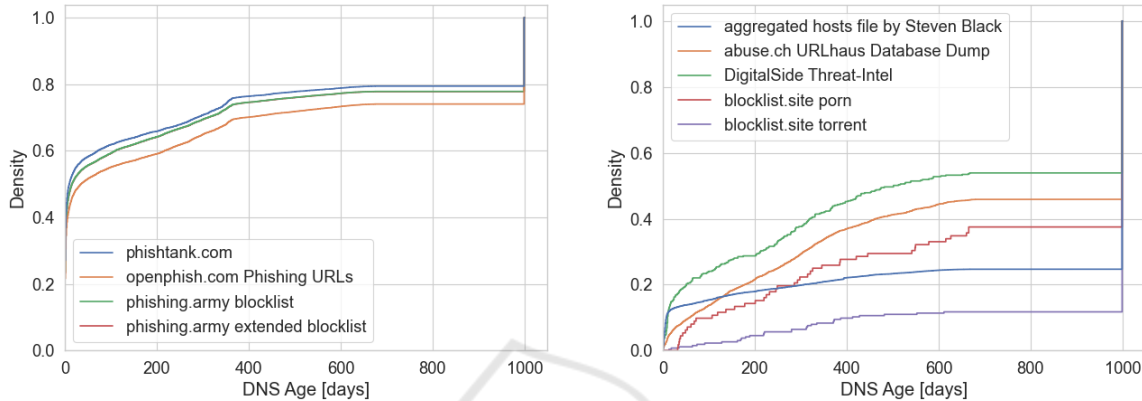 1.0
0.8
0.6
0.4
0.2
0.0
Density
phishtank.com
openphish.com Phishing URLs
phishing.army blocklist
phishing.army extended blocklist
0 200 400 600 800 1000
DNS Age [days]
1.0
0.8
0.6
0.4
0.2
0.0
Density
aggregated hosts file by Steven Black
abuse.ch URLhaus Database Dump
DigitalSide Threat-Intel
blocklist.site porn
blocklist.site torrent
0 200 400 600 800 1000
DNS Age [days]